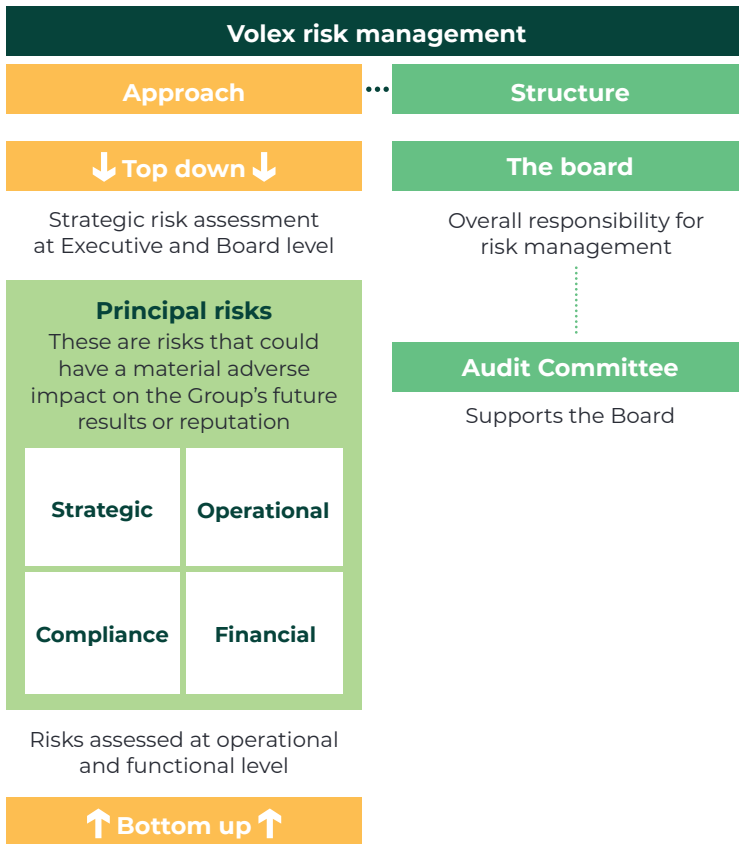 Volex risk management
Approach
Structure
Top down
Strategic risk assessment
at Executive and Board level
Principal risks
These are risks that could
have a material adverse
impact on the Group’s future
results or reputation
Strategic
Operational
Compliance
Financial
Risks assessed at operational
and functional level
Bottom up
The board
Overall responsibility for
risk management
Audit Committee
Supports the Board